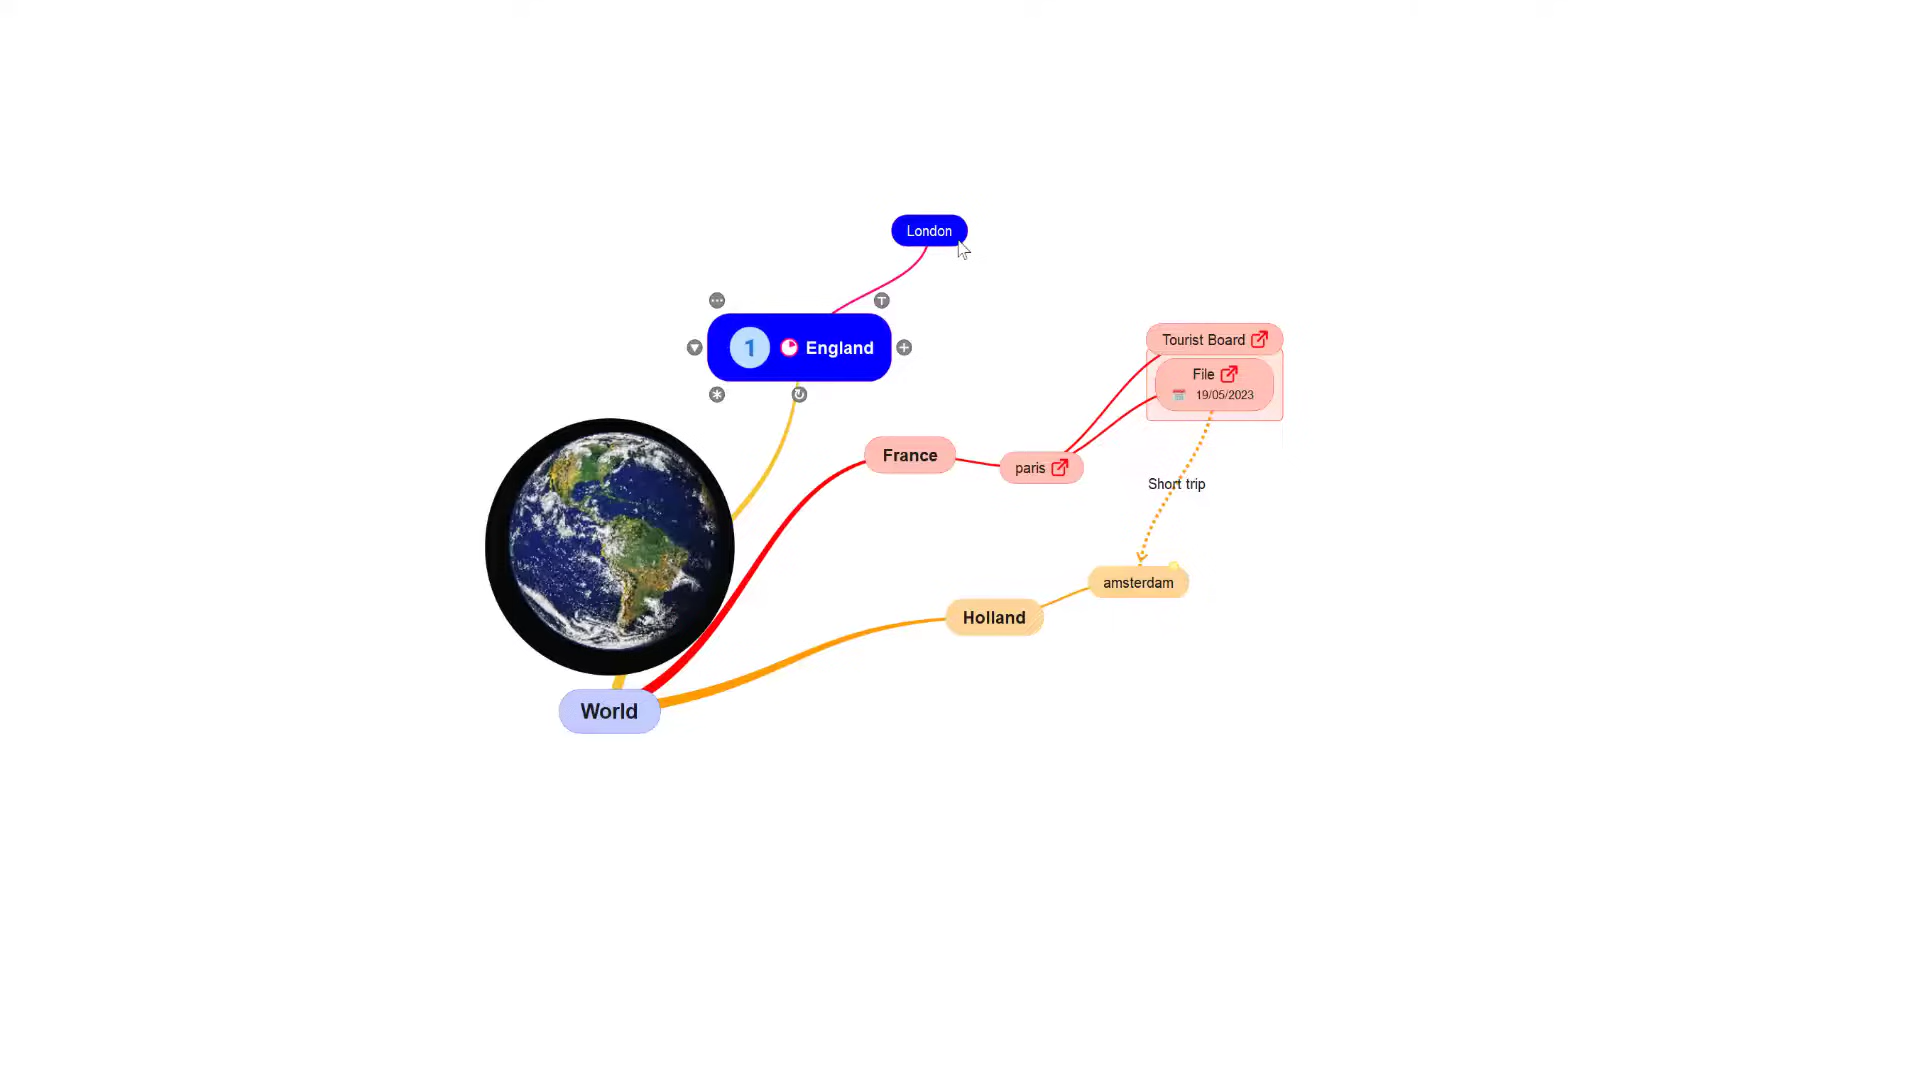 London
1 England
Tourist Board
File
19/05/2023
France
paris
Short trip
amsterdam
Holland
World